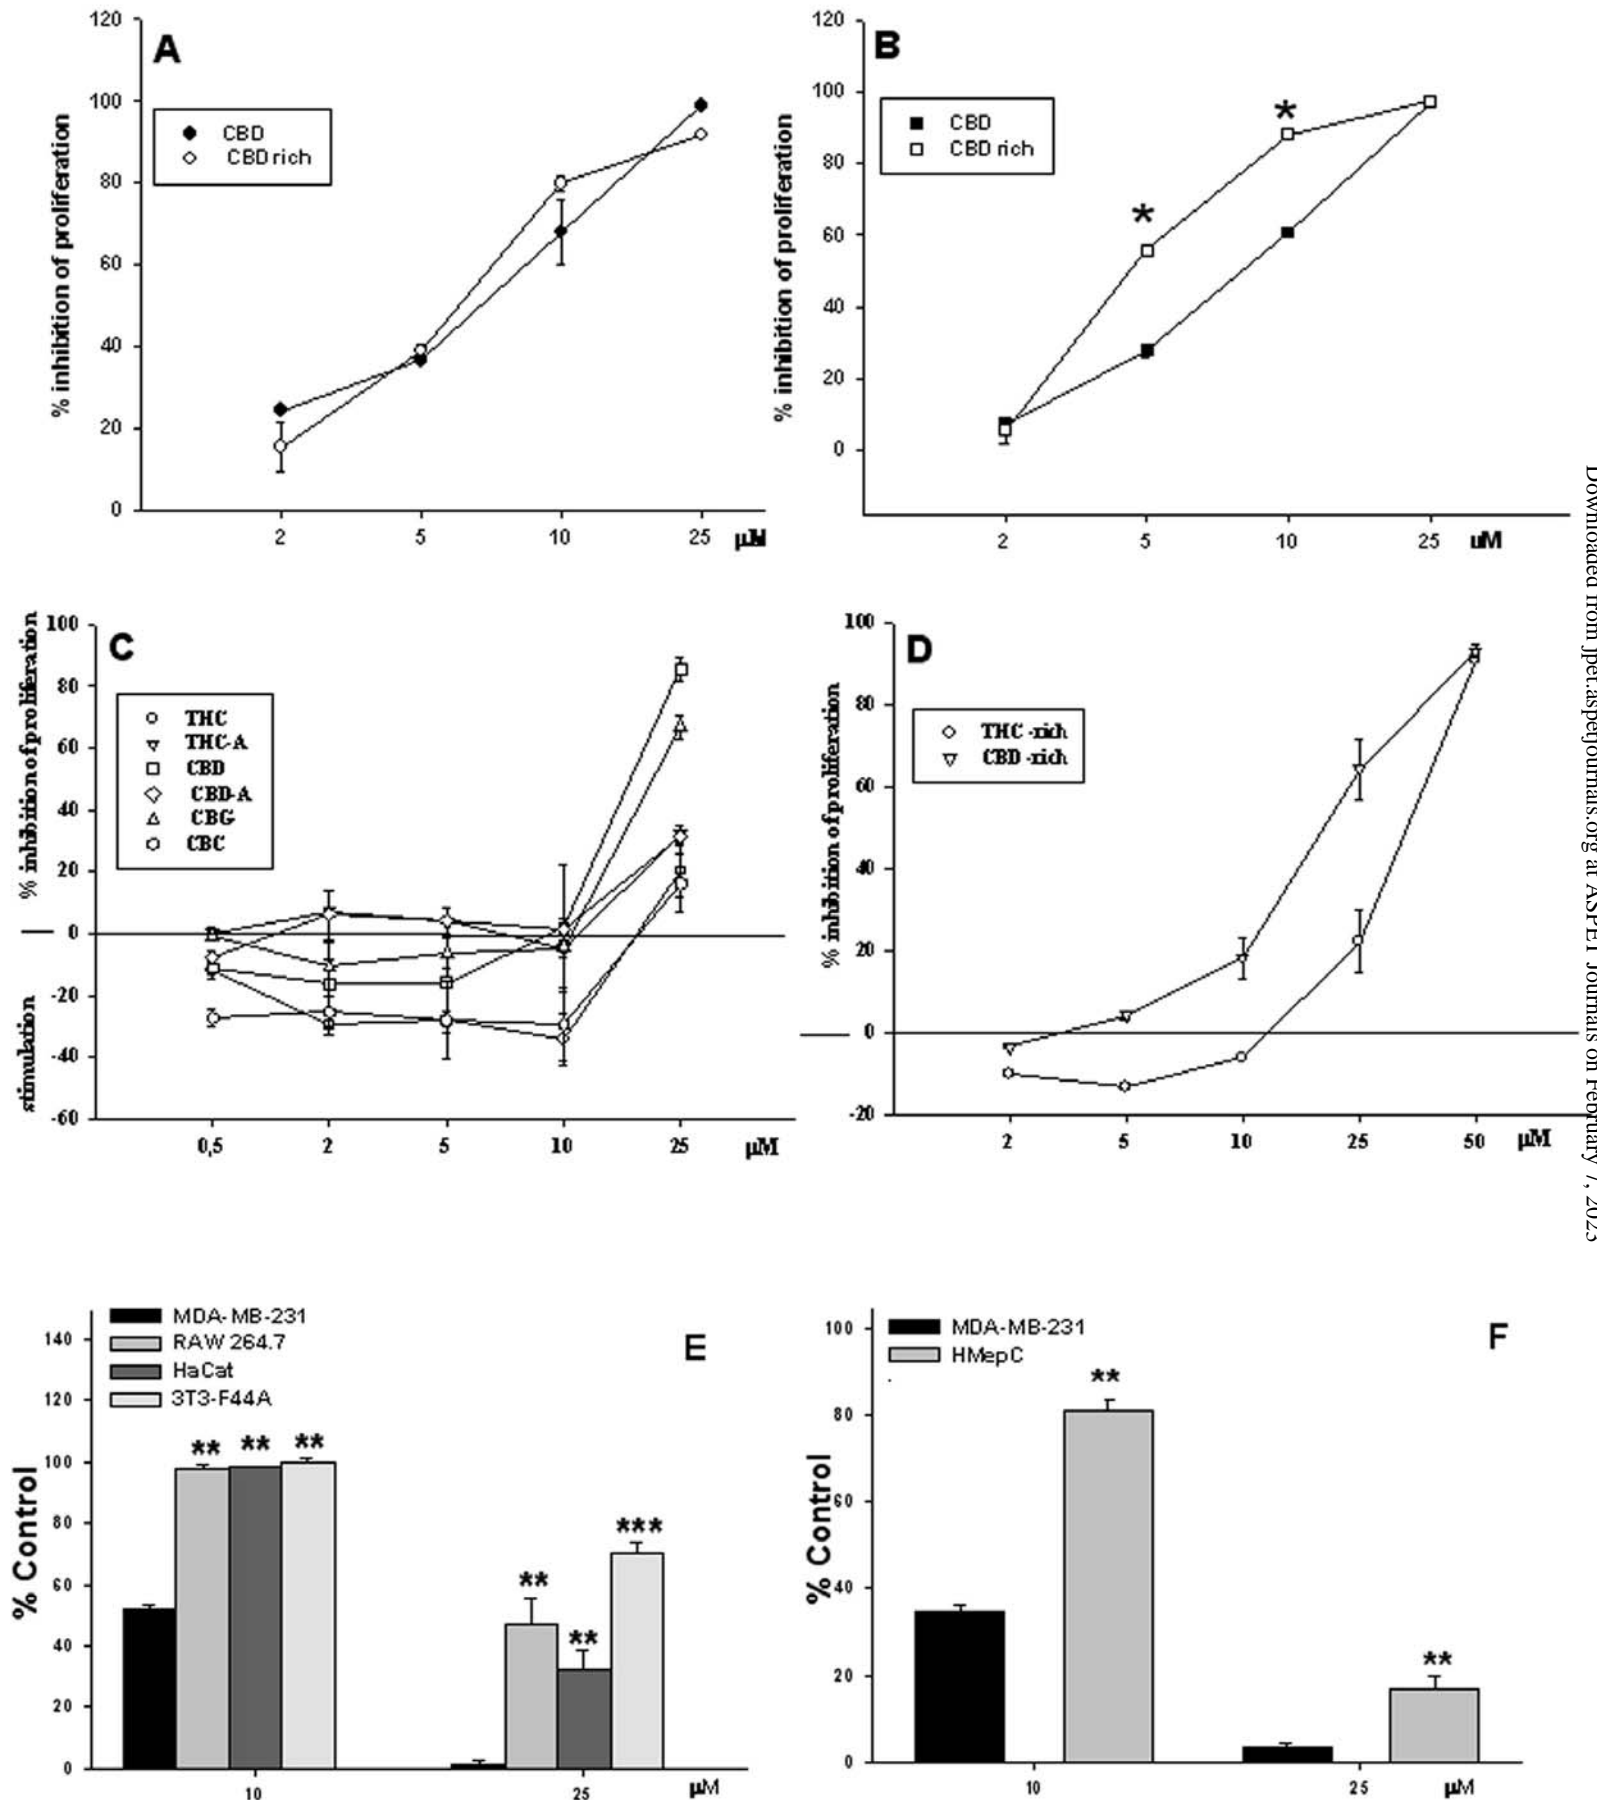 A
% inhibition of proliferation
120
100
80
60
40
20
0
CBD
CBD rich
2 5 10 25 µM
B
% inhibition of proliferation
120
100
80
60
40
20
0
CBD
CBD rich
*
*
2 5 10 25 uM
C
% inhibition of proliferation
stimulation
100
80
60
40
20
0
-20
-40
-60
THC
THC-A
CBD
CBD-A
CBG
CBC
0,5 2 5 10 25 µM
D
% inhibition of proliferation
100
80
60
40
20
0
-20
THC -rich
CBD -rich
2 5 10 25 50 µM
E
% Control
140
120
100
80
60
40
20
0
MDA-MB-231
RAW 264.7
HaCat
3T3-F44A
** ** **
** ** ***
10 25 µM
F
% Control
100
80
60
40
20
0
MDA-MB-231
HMepC
**
**
10 25 µM
Downloaded from jpet.aspetjournals.org at ASPET Journals on February 7, 2023